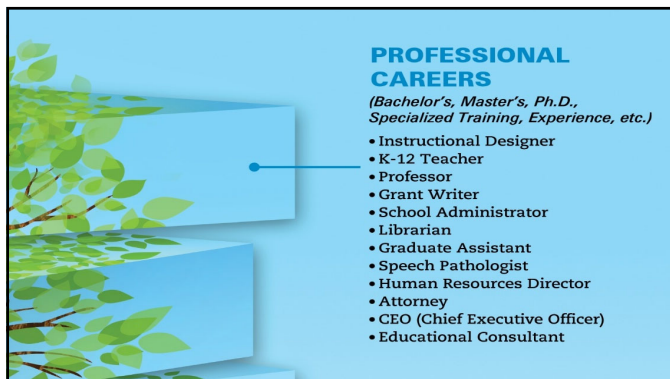 PROFESSIONAL
CAREERS
(Bachelor's, Master's, Ph.D.,
Specialized Training, Experience, etc.)
• Instructional Designer
• K-12 Teacher
• Professor
• Grant Writer
• School Administrator
• Librarian
• Graduate Assistant
• Speech Pathologist
• Human Resources Director
• Attorney
• CEO (Chief Executive Officer)
• Educational Consultant